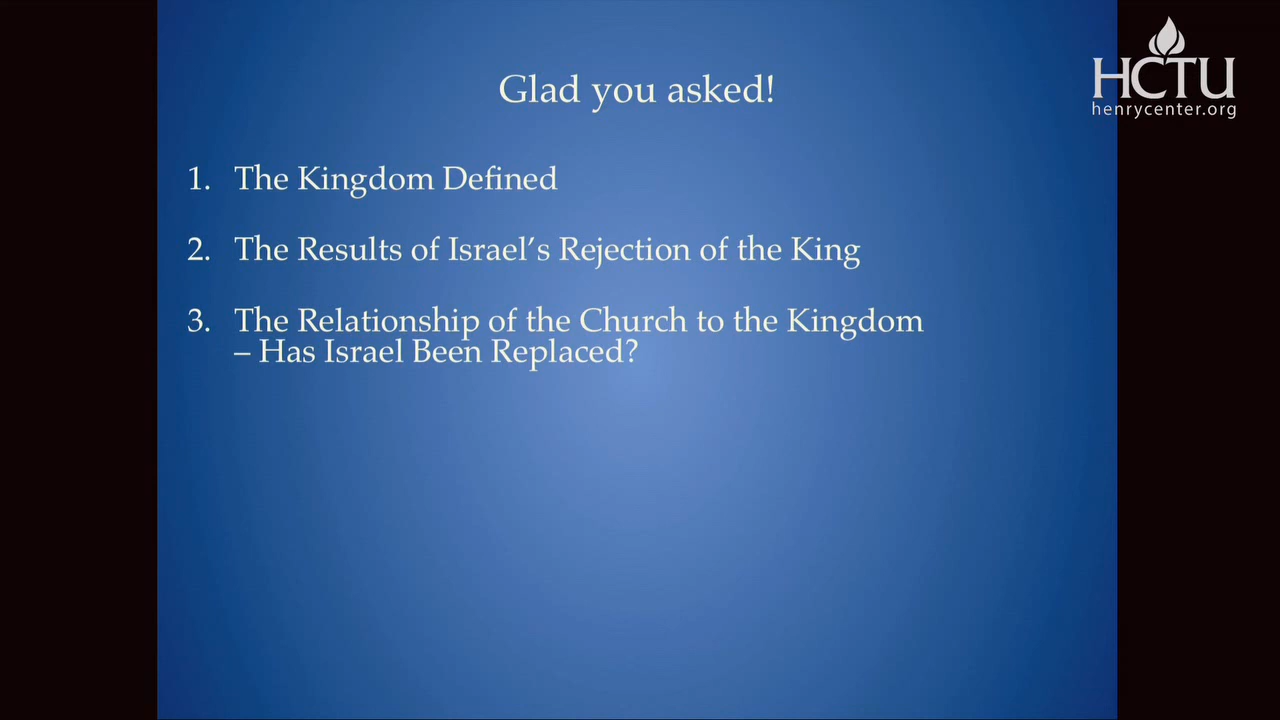 HCTU
henrycenter.org
Glad you asked!
1. The Kingdom Defined
2. The Results of Israel’s Rejection of the King
3. The Relationship of the Church to the Kingdom
– Has Israel Been Replaced?